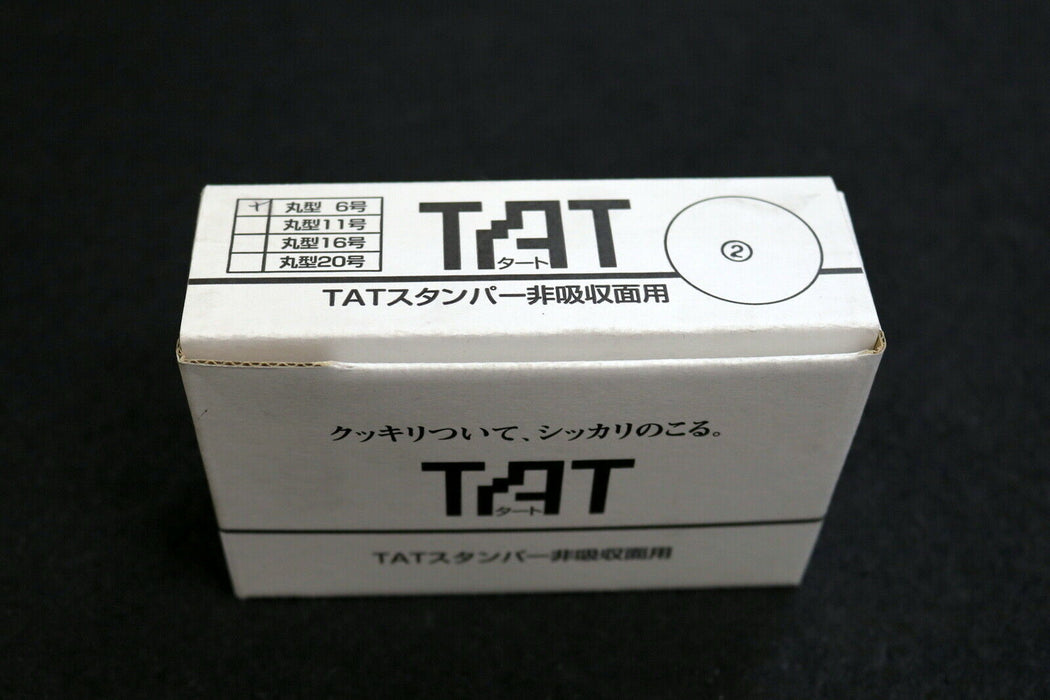 丸型 6号
丸型11号
丸型16号
丸型20号
TAT
タート
②
TATスタンパー非吸収面用
クッキリついて、シッカリのこる。
TAT
タート
TATスタンパー非吸収面用